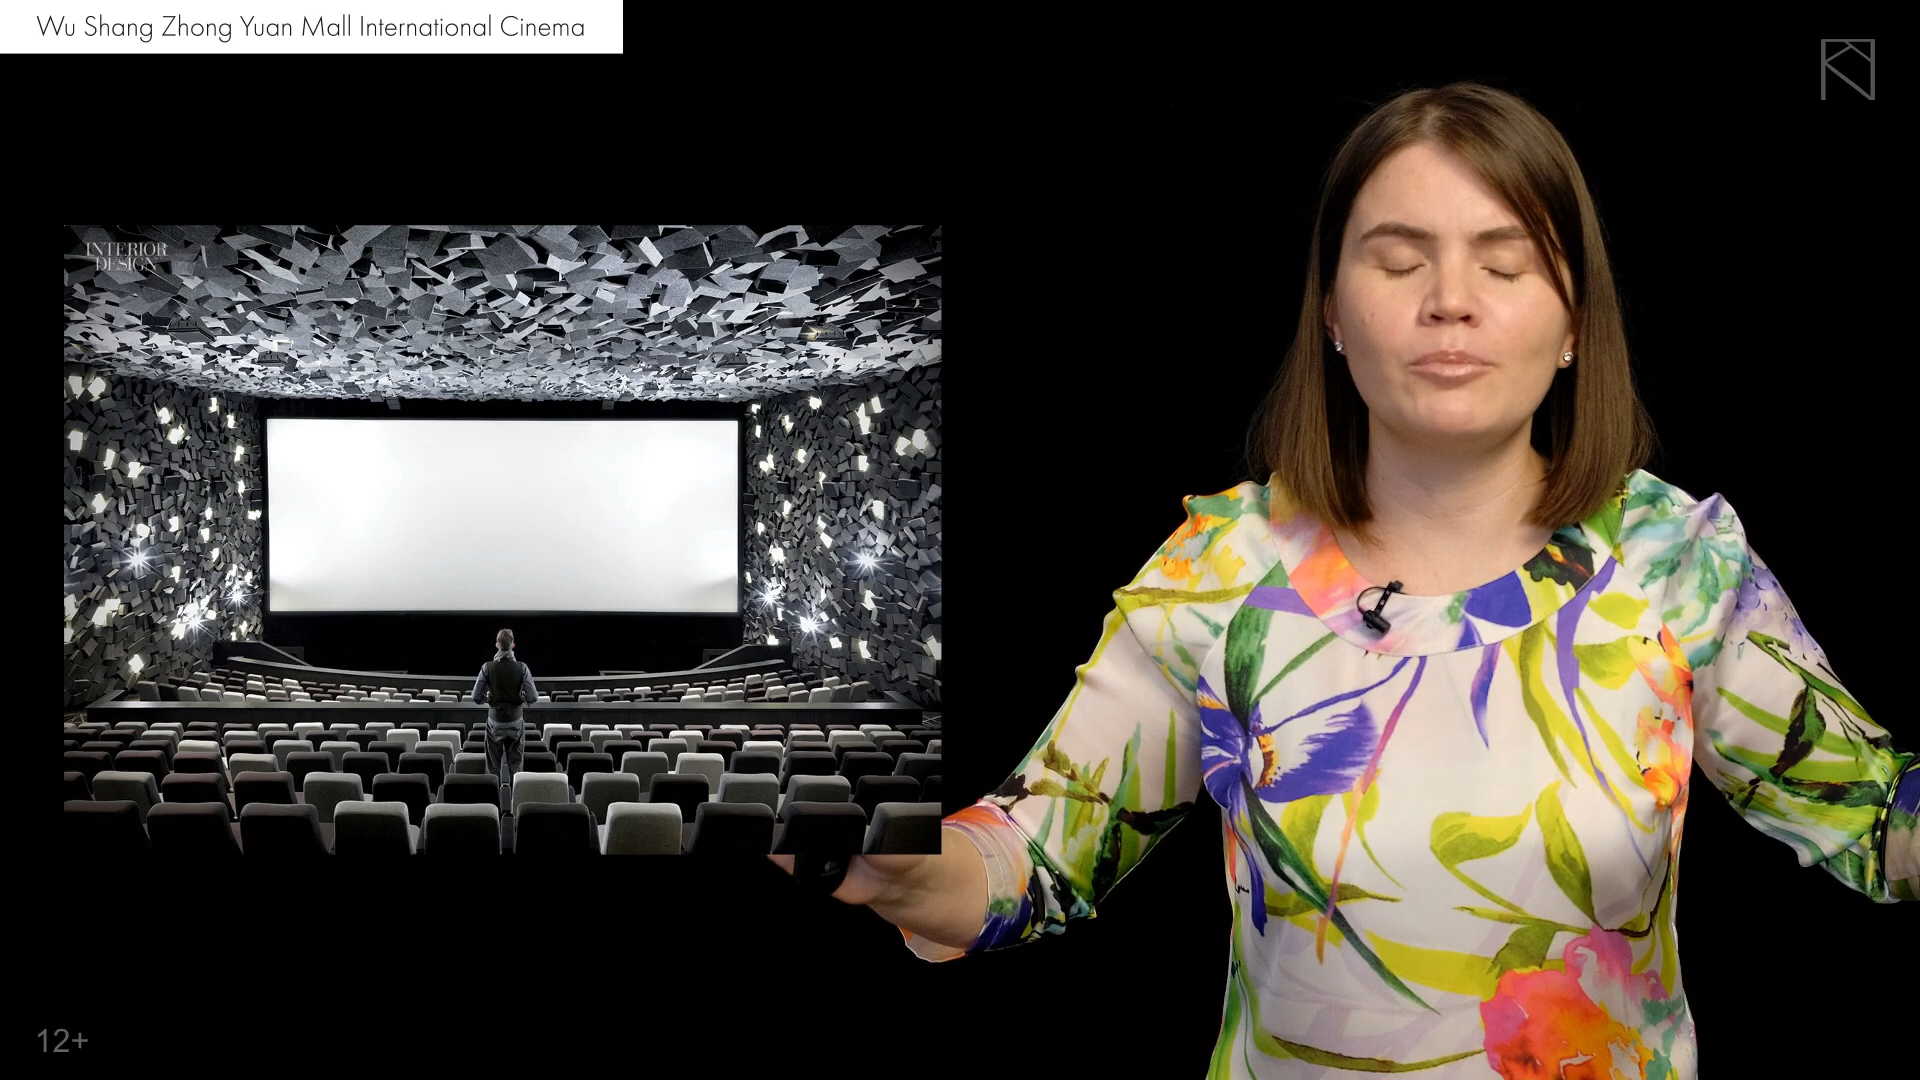 Wu Shang Zhong Yuan Mall International Cinema
INTERIOR
DESIGN
12+